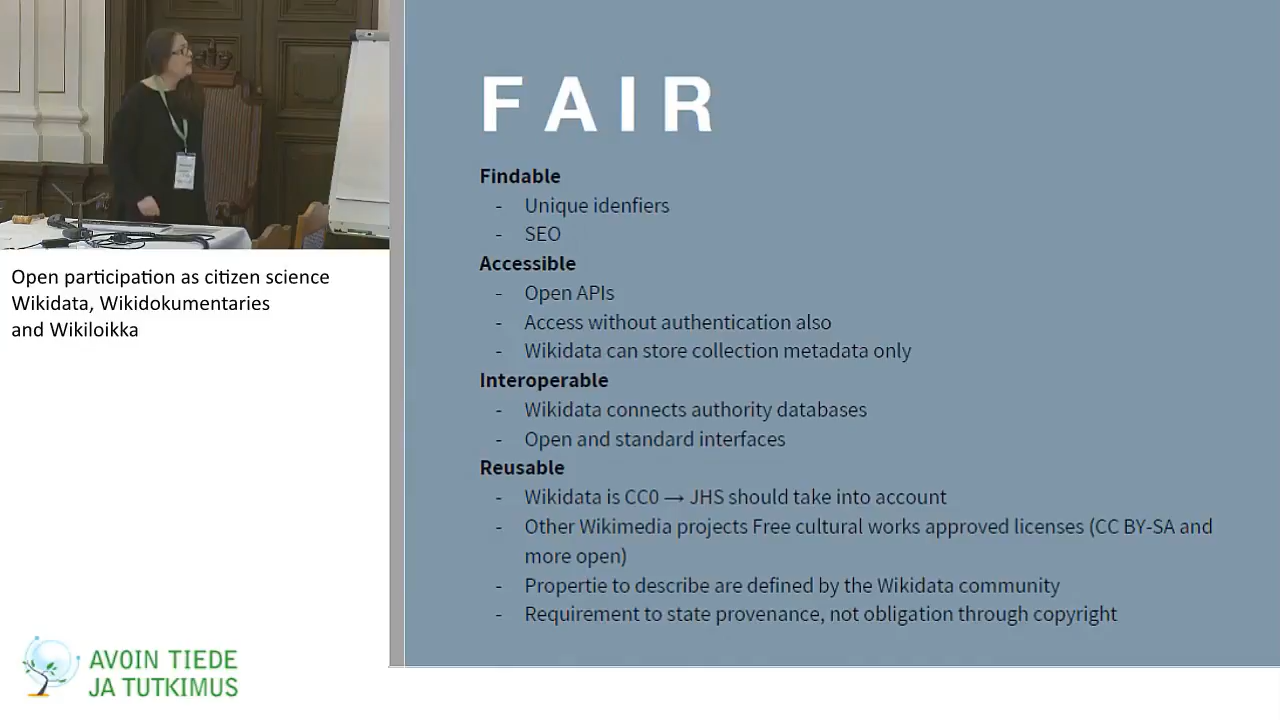 Open participation as citizen science
Wikidata, Wikidokumentaries
and Wikiloikka
AVOIN TIEDE
JA TUTKIMUS
F A I R
Findable
- Unique idenfiers
- SEO
Accessible
- Open APIs
- Access without authentication also
- Wikidata can store collection metadata only
Interoperable
- Wikidata connects authority databases
- Open and standard interfaces
Reusable
- Wikidata is CC0 → JHS should take into account
- Other Wikimedia projects Free cultural works approved licenses (CC BY-SA and
more open)
- Propertie to describe are defined by the Wikidata community
- Requirement to state provenance, not obligation through copyright